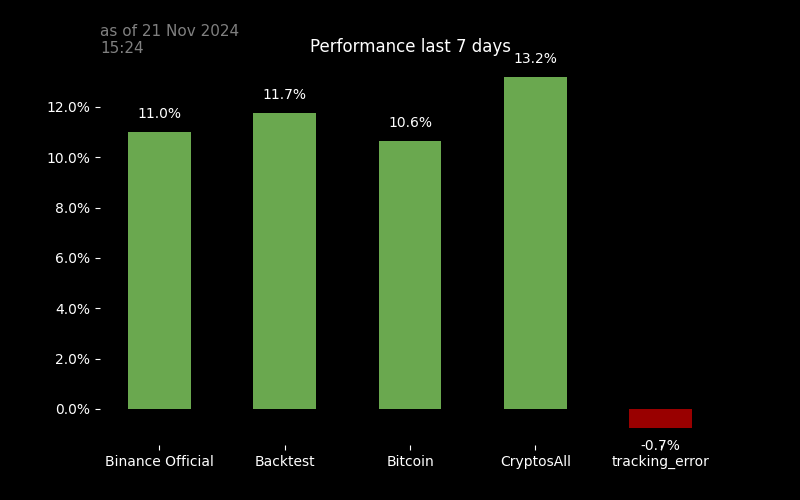 as of 21 Nov 2024
15:24
Performance last 7 days
13.2%
11.7%
11.0%
10.6%
12.0%
10.0%
8.0%
6.0%
4.0%
2.0%
0.0%
-0.7%
Binance Official
Backtest
Bitcoin
CryptosAll
tracking_error